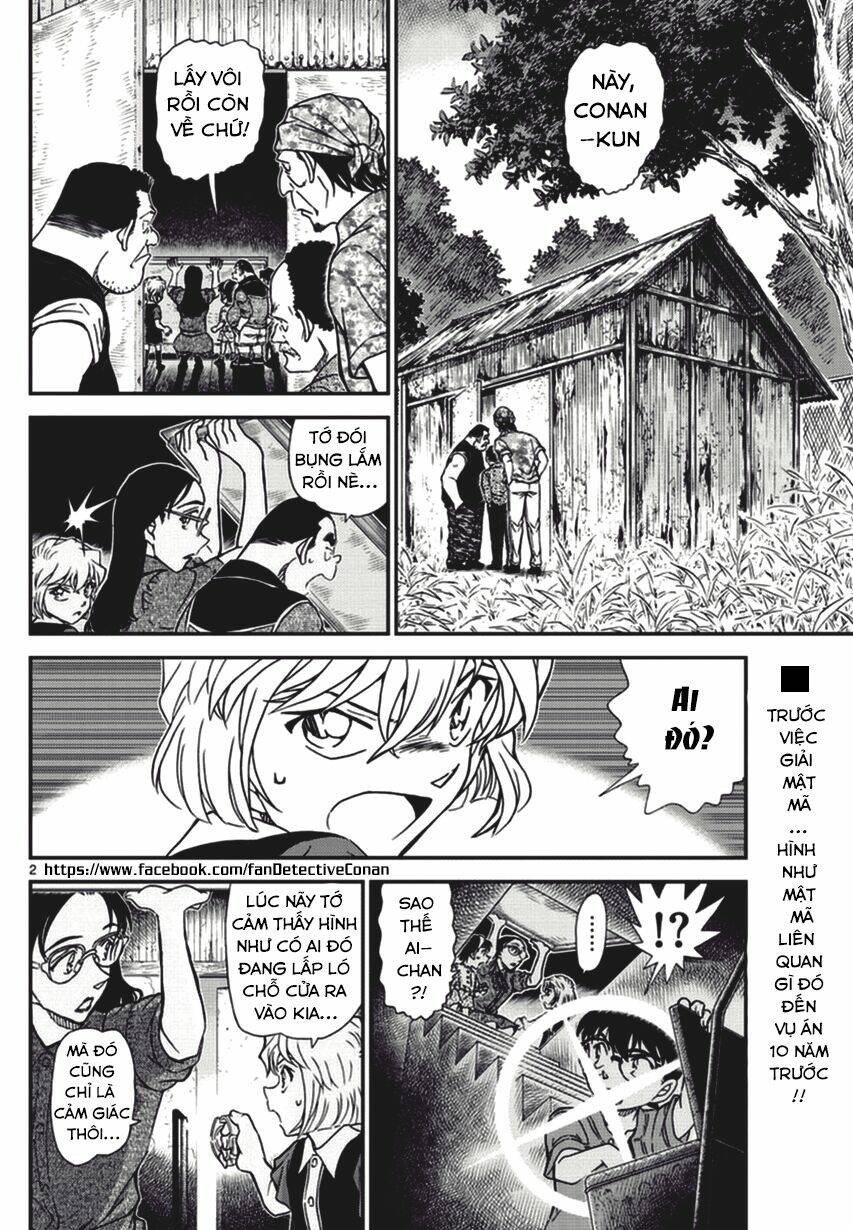 NÀY,
CONAN
-KUN
LẤY VÔI
RỒI CÒN
VỀ CHỨ!
TỚ ĐÓI
BỤNG LẮM
RỒI NÈ...
AI
ĐÓ?
TRƯỚC
VIỆC
GIẢI
MẬT
MÃ
...
HÌNH
NHƯ
MẬT
MÃ
LIÊN
QUAN
GÌ ĐÓ
ĐẾN
VỤ ÁN
10 NĂM
TRƯỚC
!!
2
https://www.facebook.com/fanDetectiveConan
!?
......
SAO
THẾ
AI-
CHAN
?!
LÚC NÃY TỚ
CẢM THẤY HÌNH
NHƯ CÓ AI ĐÓ
ĐANG LẤP LÓ
CHỖ CỬA RA
VÀO KIA...
MÀ ĐÓ
CŨNG
CHỈ LÀ
CẢM GIÁC
THÔI...